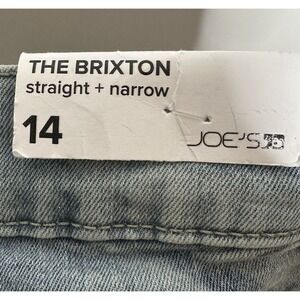 THE BRIXTON
straight + narrow
14
JOE'S